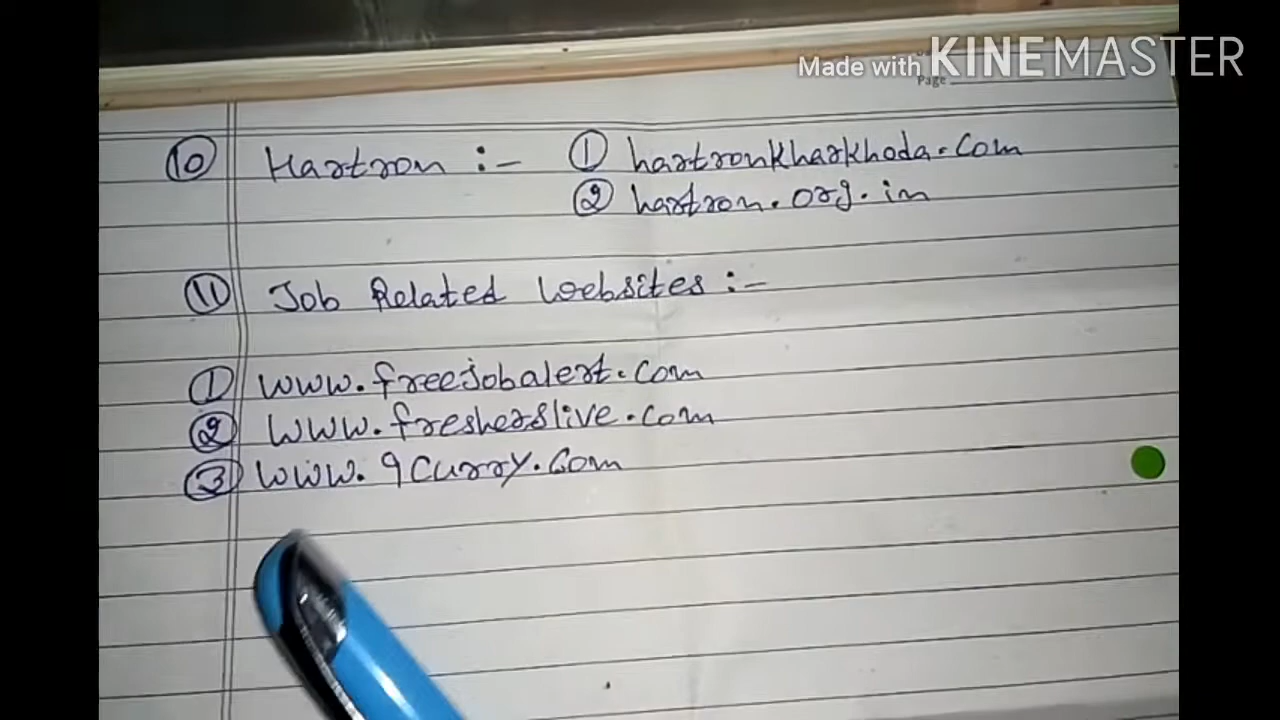 Made with KINEMASTER
Page
10 Hartron :- 1 hartronkharkhoda.com
2 hartron.org.in
11 Job Related Websites :-
1 www.freejobalert.com
2 www.fresherslive.com
3 www.9curry.com